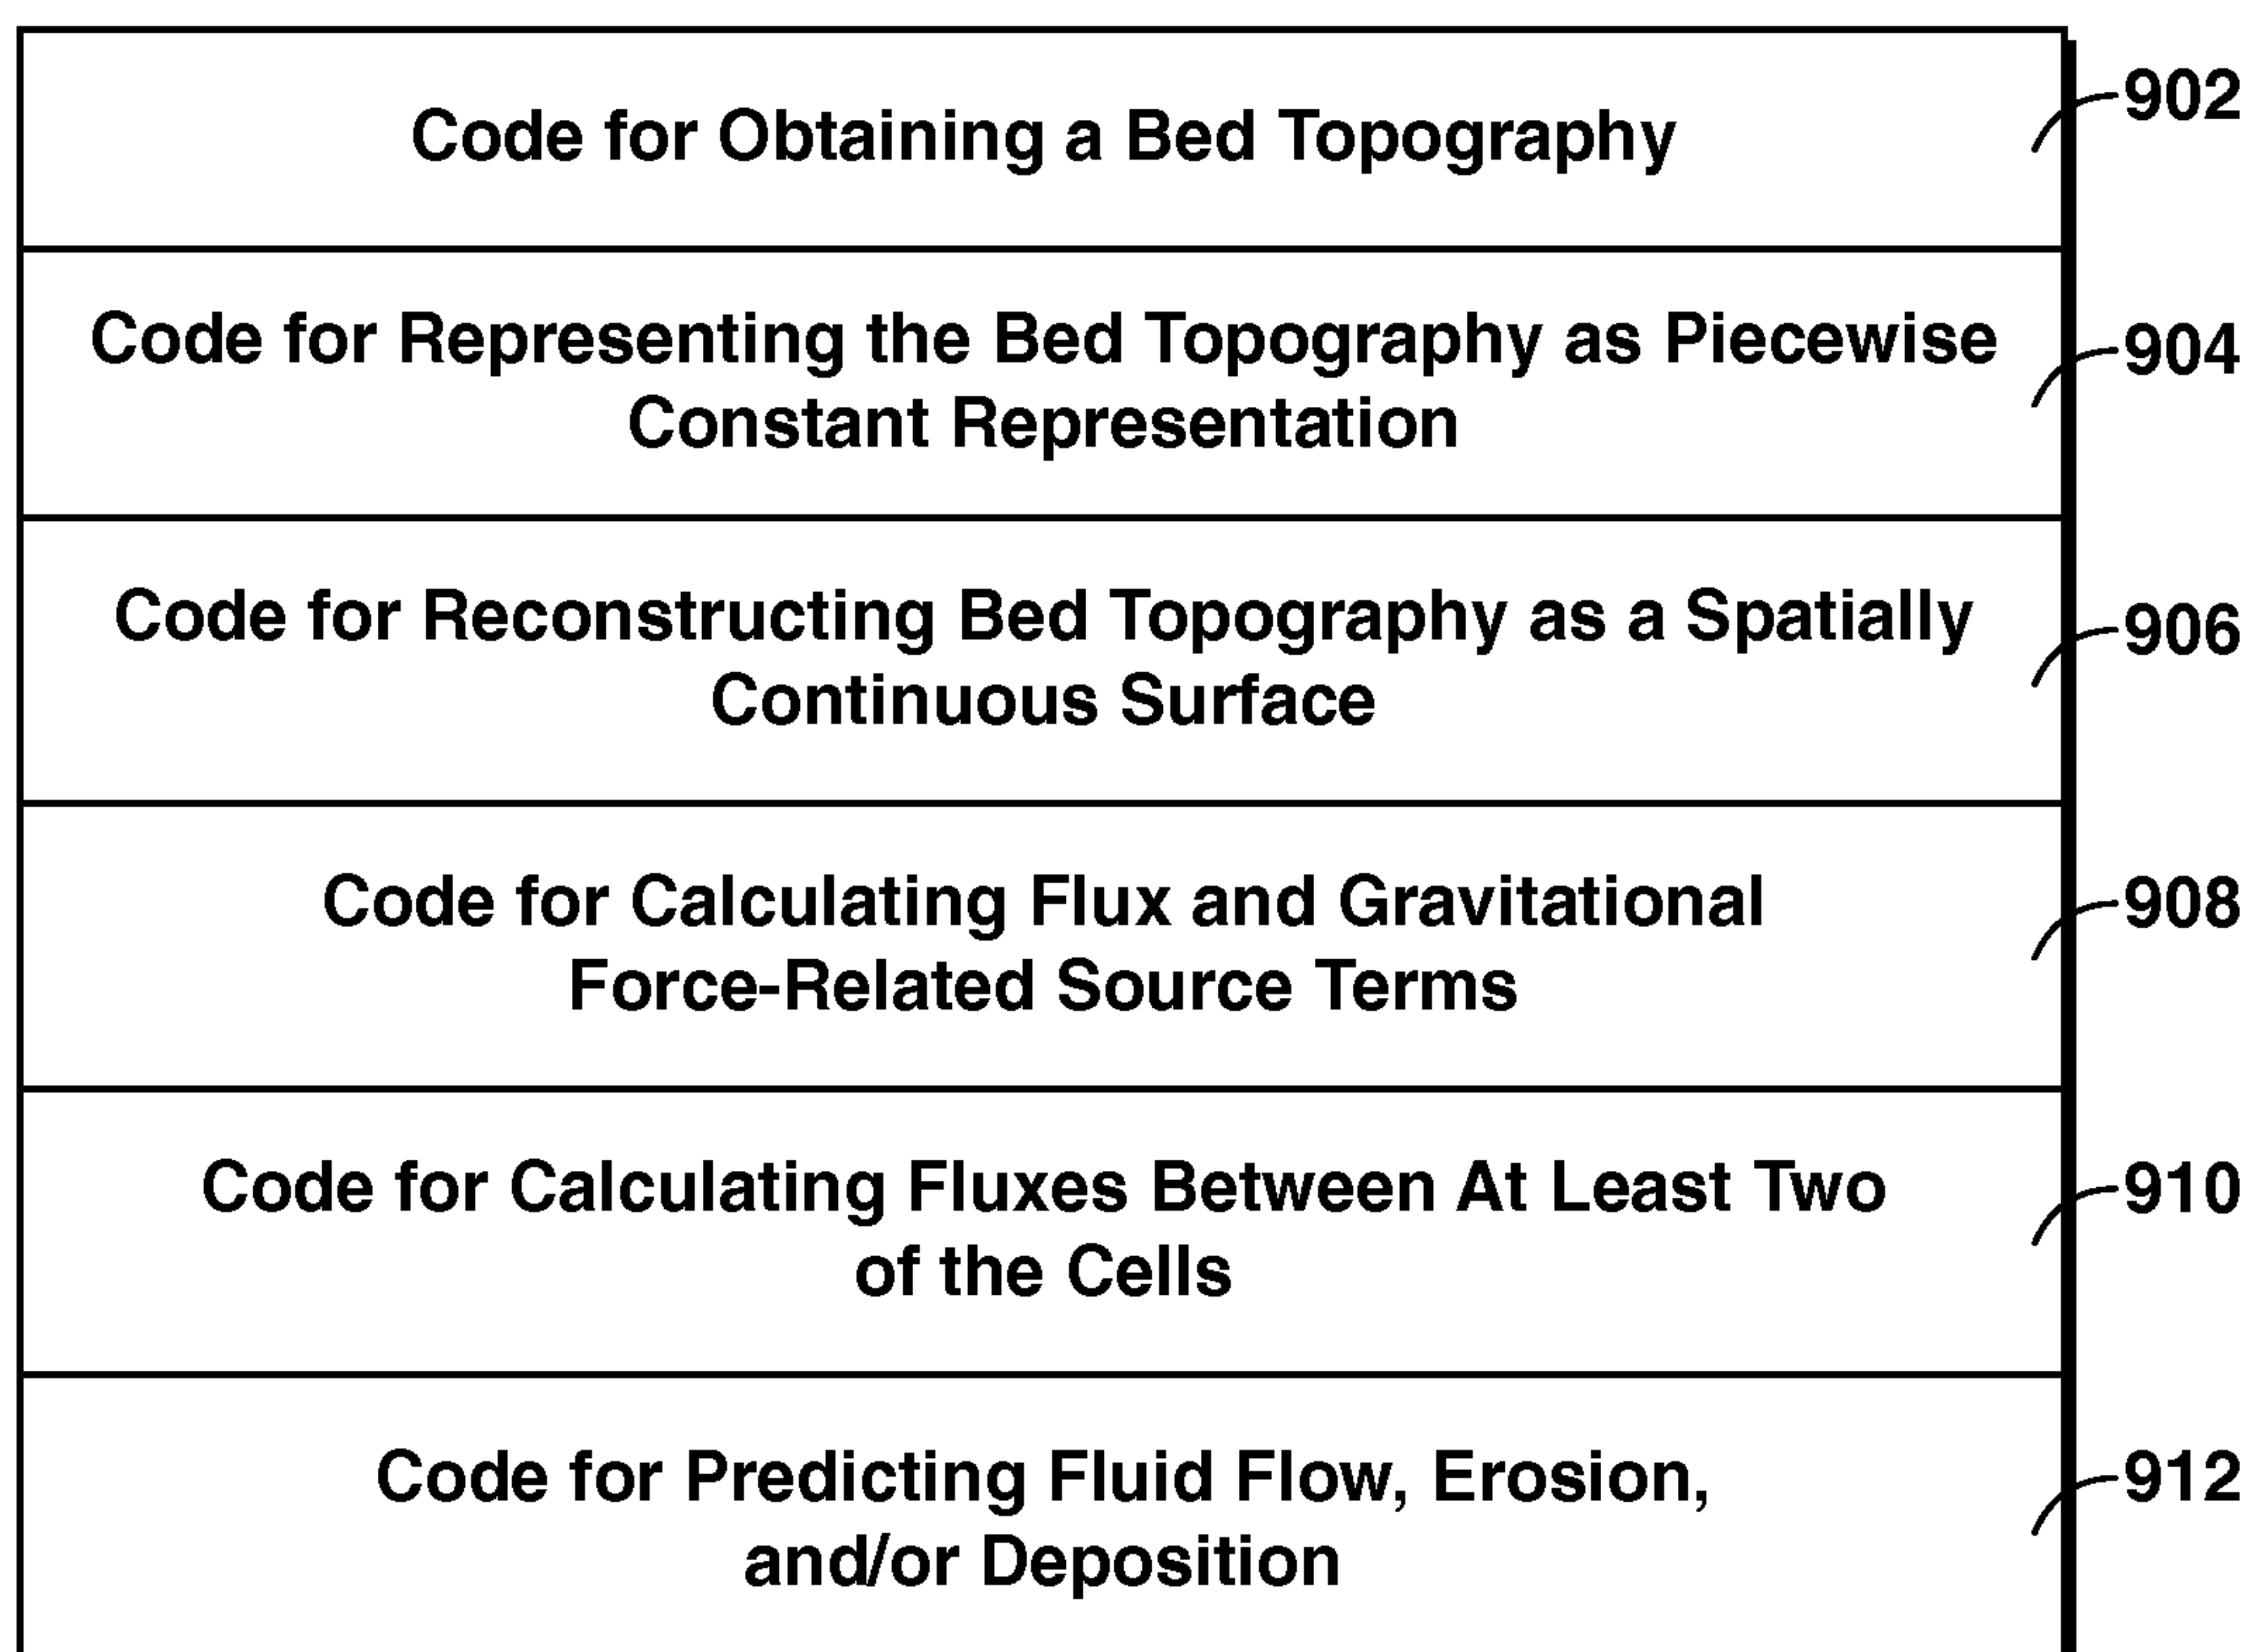 Code for Obtaining a Bed Topography
902
Code for Representing the Bed Topography as Piecewise
Constant Representation
904
Code for Reconstructing Bed Topography as a Spatially
Continuous Surface
906
Code for Calculating Flux and Gravitational
Force-Related Source Terms
908
Code for Calculating Fluxes Between At Least Two
of the Cells
910
Code for Predicting Fluid Flow, Erosion,
and/or Deposition
912